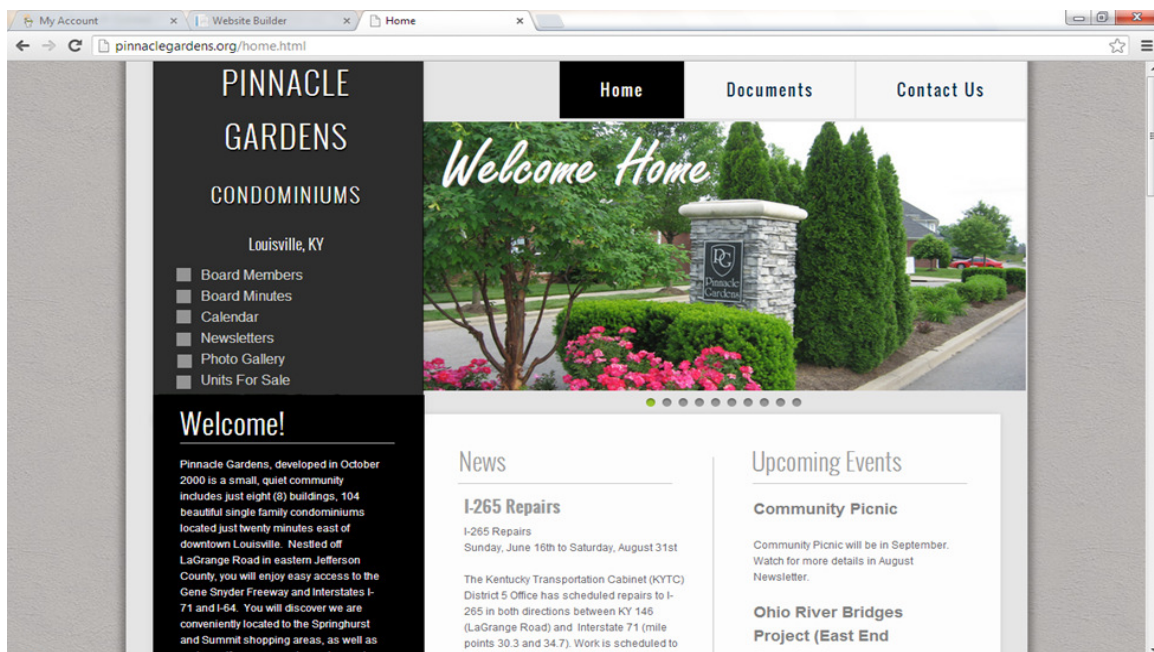 My Account
Website Builder
Home
pinnaclegardens.org/home.html
PINNACLE
GARDENS
CONDOMINIUMS
Louisville, KY
Board Members
Board Minutes
Calendar
Newsletters
Photo Gallery
Units For Sale
Home
Documents
Contact Us
Welcome Home
PG
Pinnacle
Gardens
Welcome!
Pinnacle Gardens, developed in October
2000 is a small, quiet community
includes just eight (8) buildings, 104
beautiful single family condominiums
located just twenty minutes east of
downtown Louisville. Nestled off
LaGrange Road in eastern Jefferson
County, you will enjoy easy access to the
Gene Snyder Freeway and Interstates I-
71 and I-64. You will discover we are
conveniently located to the Springhurst
and Summit shopping areas, as well as
News
I-265 Repairs
I-265 Repairs
Sunday, June 16th to Saturday, August 31st
The Kentucky Transportation Cabinet (KYTC)
District 5 Office has scheduled repairs to I-
265 in both directions between KY 146
(LaGrange Road) and Interstate 71 (mile
points 30.3 and 34.7). Work is scheduled to
Upcoming Events
Community Picnic
Community Picnic will be in September.
Watch for more details in August
Newsletter.
Ohio River Bridges
Project (East End